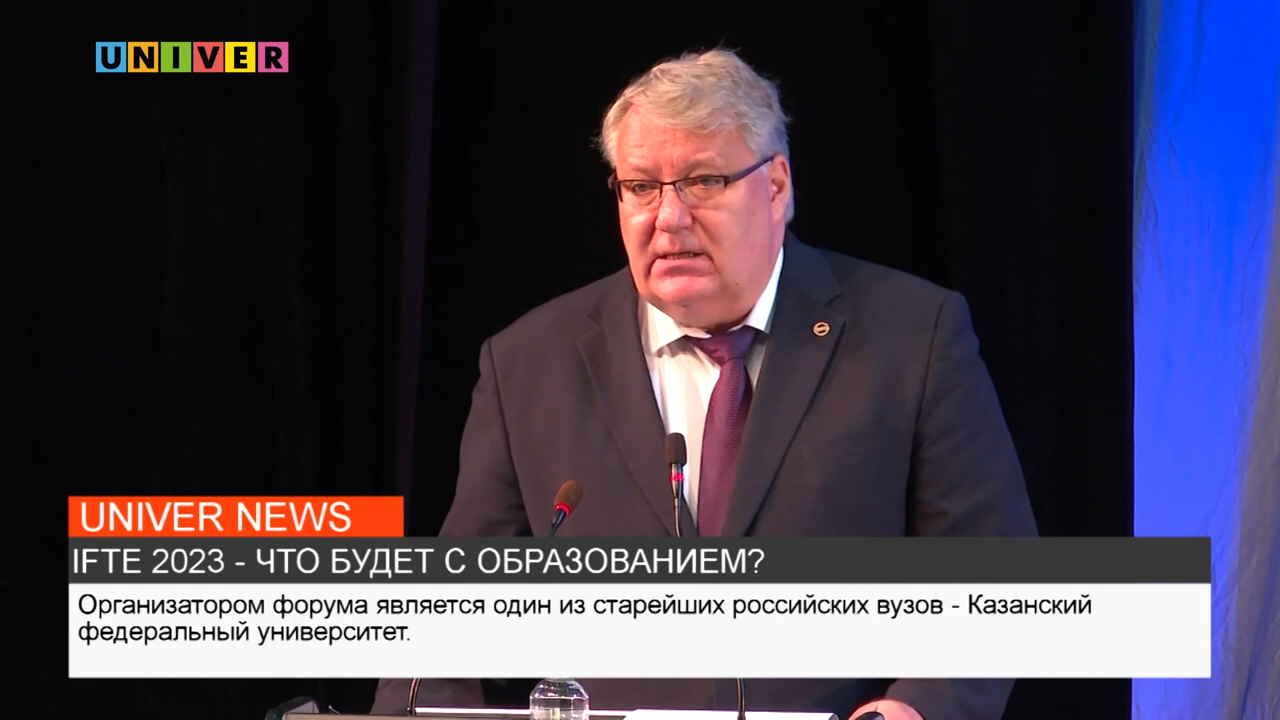 UNIVER
UNIVER NEWS
IFTE 2023 - ЧТО БУДЕТ С ОБРАЗОВАНИЕМ?
Организатором форума является один из старейших российских вузов - Казанский
федеральный университет.